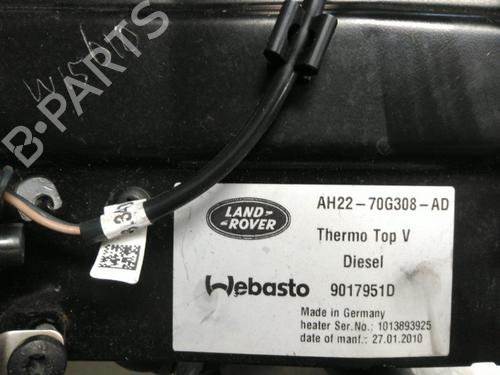 B-PARTS
LAND-
ROVER
AH22-70G308-AD
Thermo Top V
Diesel
Webasto
9017951D
Made in Germany
heater Ser.No.: 1013893925
date of manf.: 27.01.2010